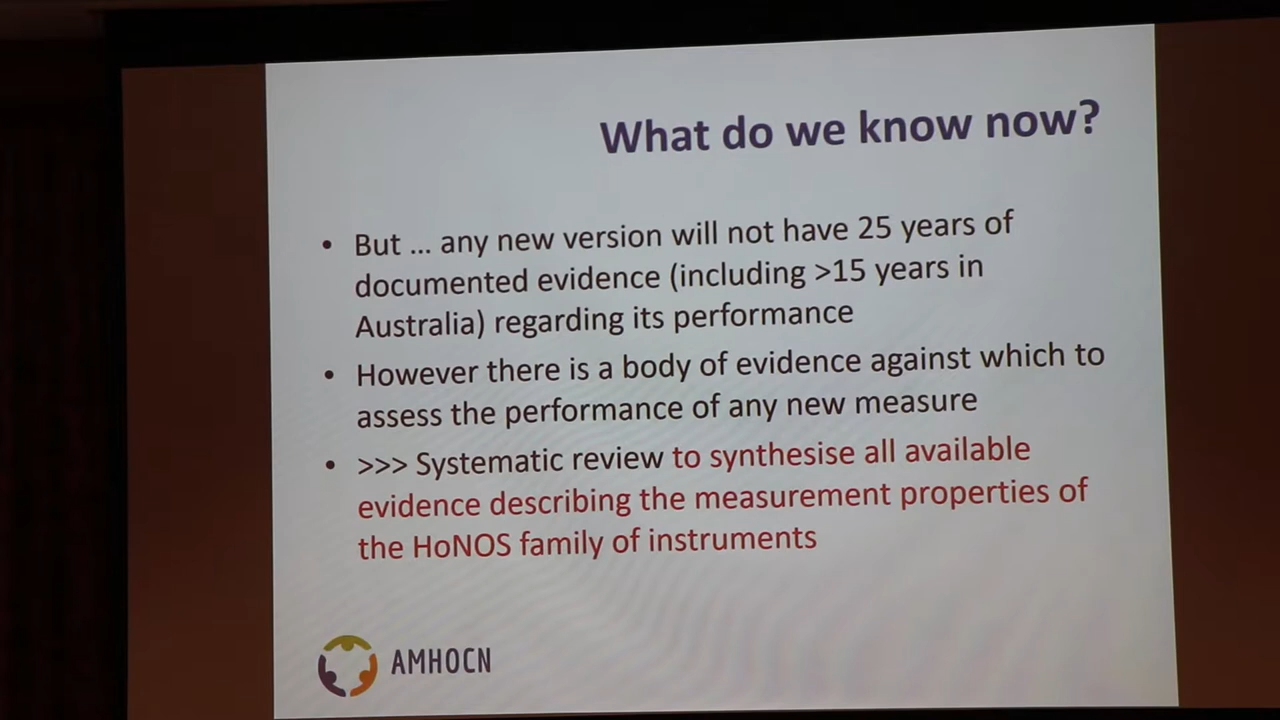 What do we know now?
• But ... any new version will not have 25 years of
documented evidence (including >15 years in
Australia) regarding its performance
• However there is a body of evidence against which to
assess the performance of any new measure
• >>> Systematic review to synthesise all available
evidence describing the measurement properties of
the HoNOS family of instruments
AMHOCN